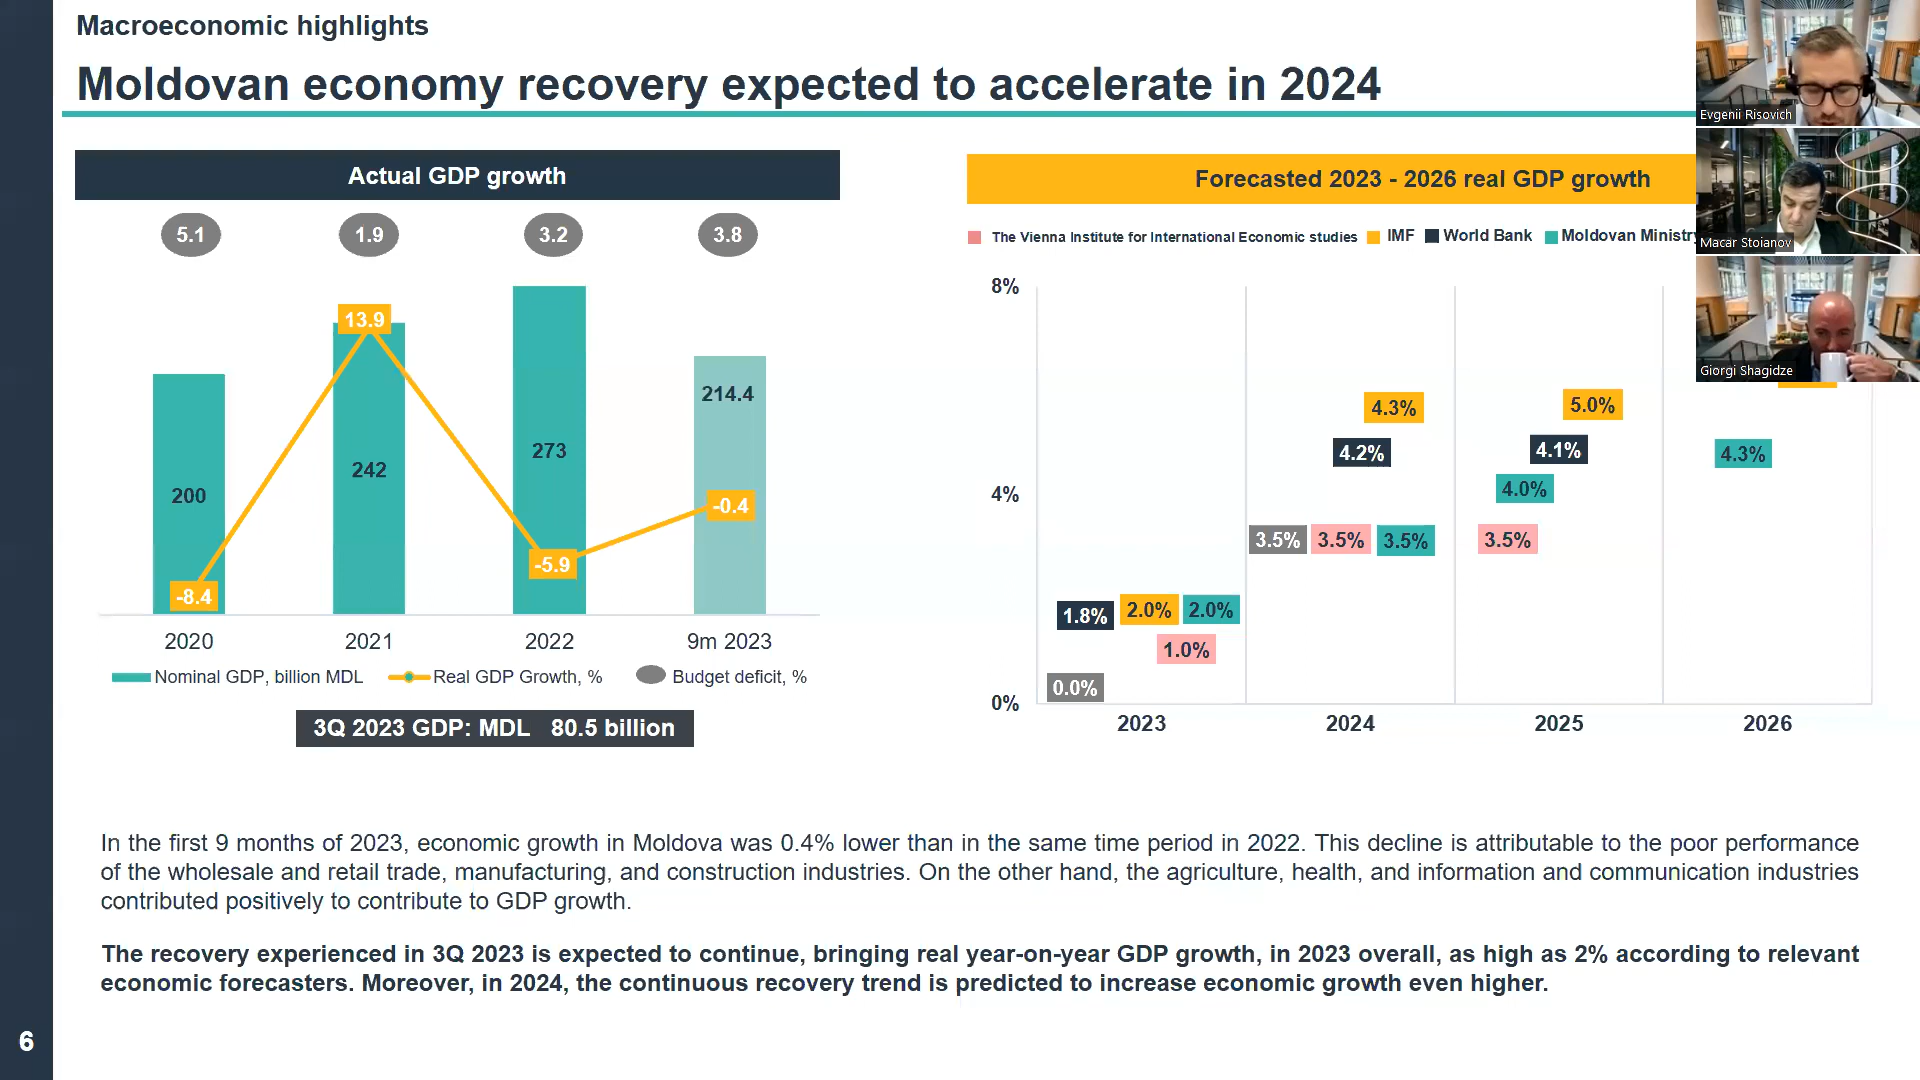 Macroeconomic highlights
Moldovan economy recovery expected to accelerate in 2024
Evgenii Risovich
Macar Stoianov
Giorgi Shagidze
Actual GDP growth
5.1 1.9 3.2 3.8
13.9
214.4
273
242
200
-0.4
-5.9
-8.4
2020 2021 2022 9m 2023
Nominal GDP, billion MDL Real GDP Growth, % Budget deficit, %
3Q 2023 GDP: MDL 80.5 billion
Forecasted 2023 - 2026 real GDP growth
The Vienna Institute for International Economic studies IMF World Bank Moldovan Ministry
8%
4.3% 5.0%
4.2% 4.1% 4.3%
4% 4.0%
3.5% 3.5% 3.5% 3.5%
1.8% 2.0% 2.0%
1.0%
0.0%
0%
2023 2024 2025 2026
In the first 9 months of 2023, economic growth in Moldova was 0.4% lower than in the same time period in 2022. This decline is attributable to the poor performance
of the wholesale and retail trade, manufacturing, and construction industries. On the other hand, the agriculture, health, and information and communication industries
contributed positively to contribute to GDP growth.
The recovery experienced in 3Q 2023 is expected to continue, bringing real year-on-year GDP growth, in 2023 overall, as high as 2% according to relevant
economic forecasters. Moreover, in 2024, the continuous recovery trend is predicted to increase economic growth even higher.
6